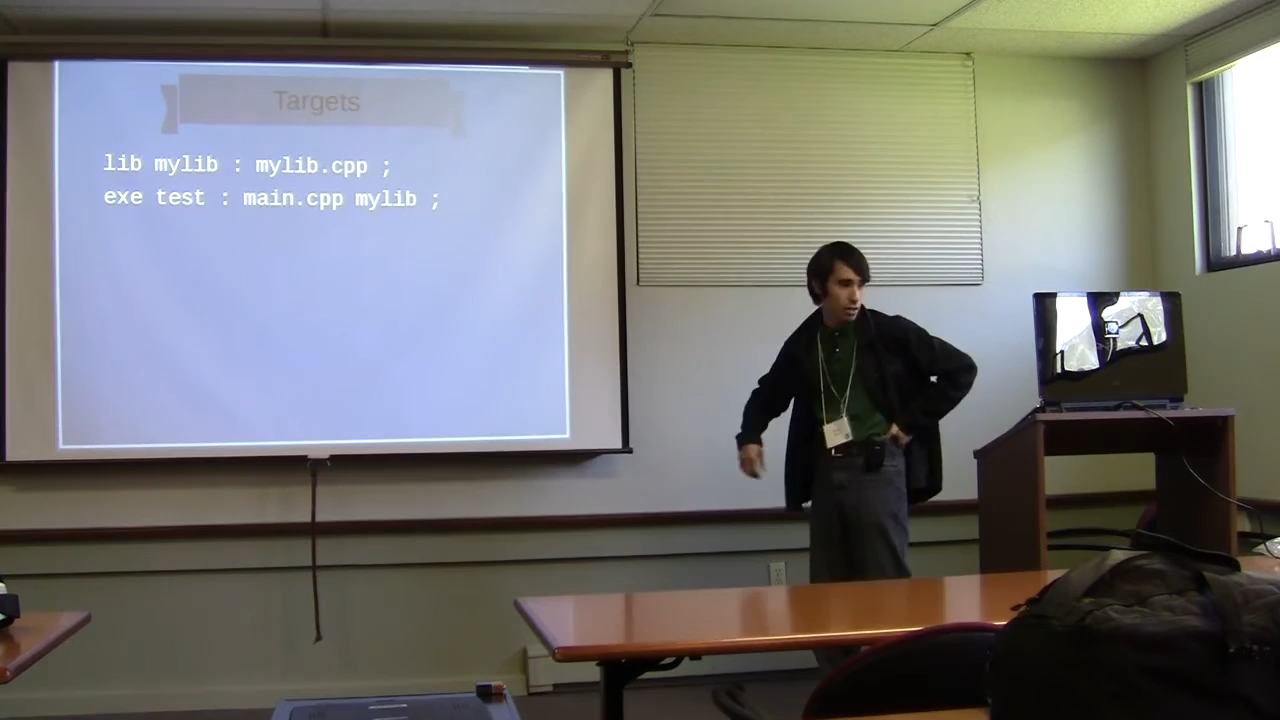 Targets
lib mylib : mylib.cpp ;
exe test : main.cpp mylib ;